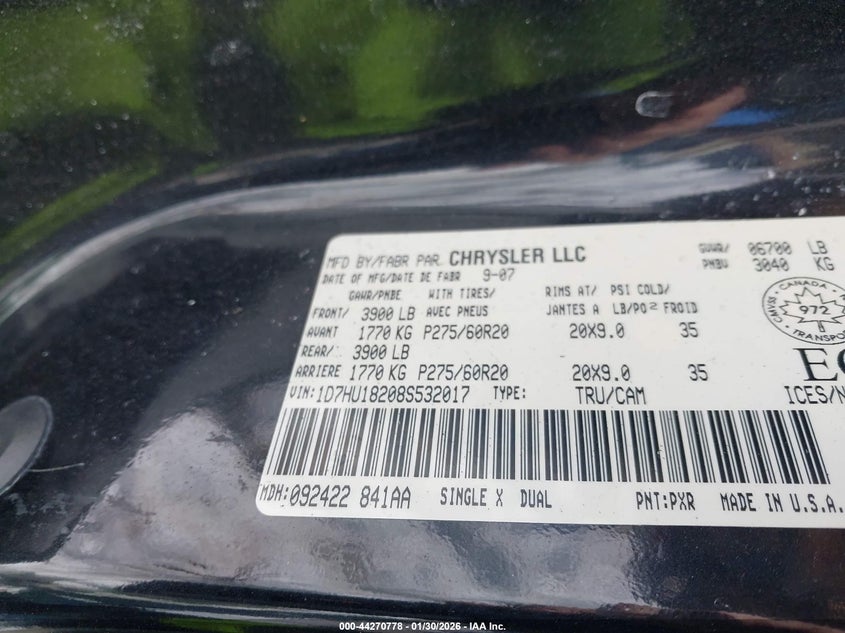 MFD BY/FABR PAR CHRYSLER LLC
GVWR/ 06700 LB
PNBV 3040 KG
DATE OF MFG/DATE DE FABR 9-07
GAWR/PNBE WITH TIRES/ RIMS AT/ PSI COLD/
FRONT/ 3900 LB AVEC PNEUS JANTES A LB/PO2 FROID
AVANT 1770 KG P275/60R20 20X9.0 35
REAR/ 3900 LB
ARRIERE 1770 KG P275/60R20 20X9.0 35
CANADA
972
VIN: 1D7HU18208S532017 TYPE: TRU/CAM
ICES/N
MDH: 092422 841AA SINGLE X DUAL PNT: PXR MADE IN U.S.A.
000-44270778 - 01/30/2026 - IAA Inc.